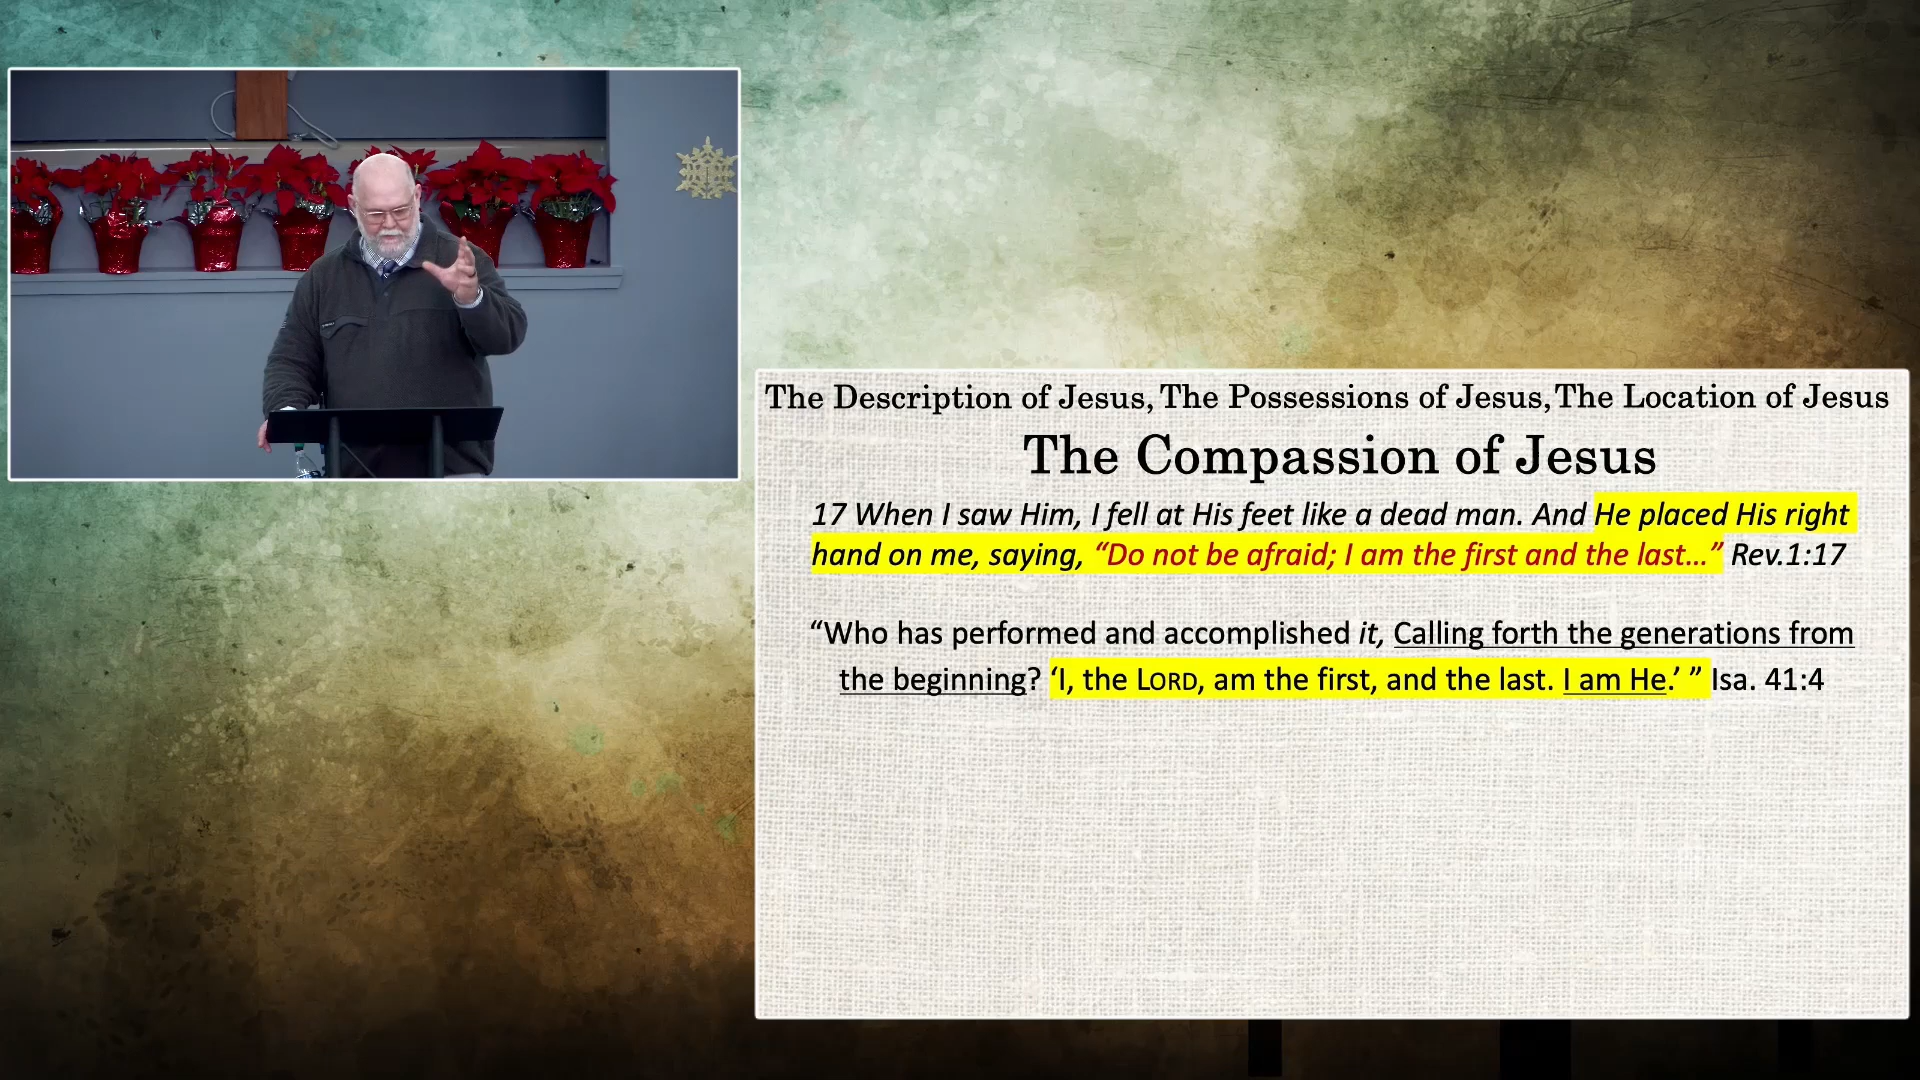 The Description of Jesus, The Possessions of Jesus, The Location of Jesus
The Compassion of Jesus
17 When I saw Him, I fell at His feet like a dead man. And He placed His right
hand on me, saying, “Do not be afraid; I am the first and the last…” Rev.1:17
“Who has performed and accomplished it, Calling forth the generations from
the beginning? ‘I, the LORD, am the first, and the last. I am He.’ ” Isa. 41:4